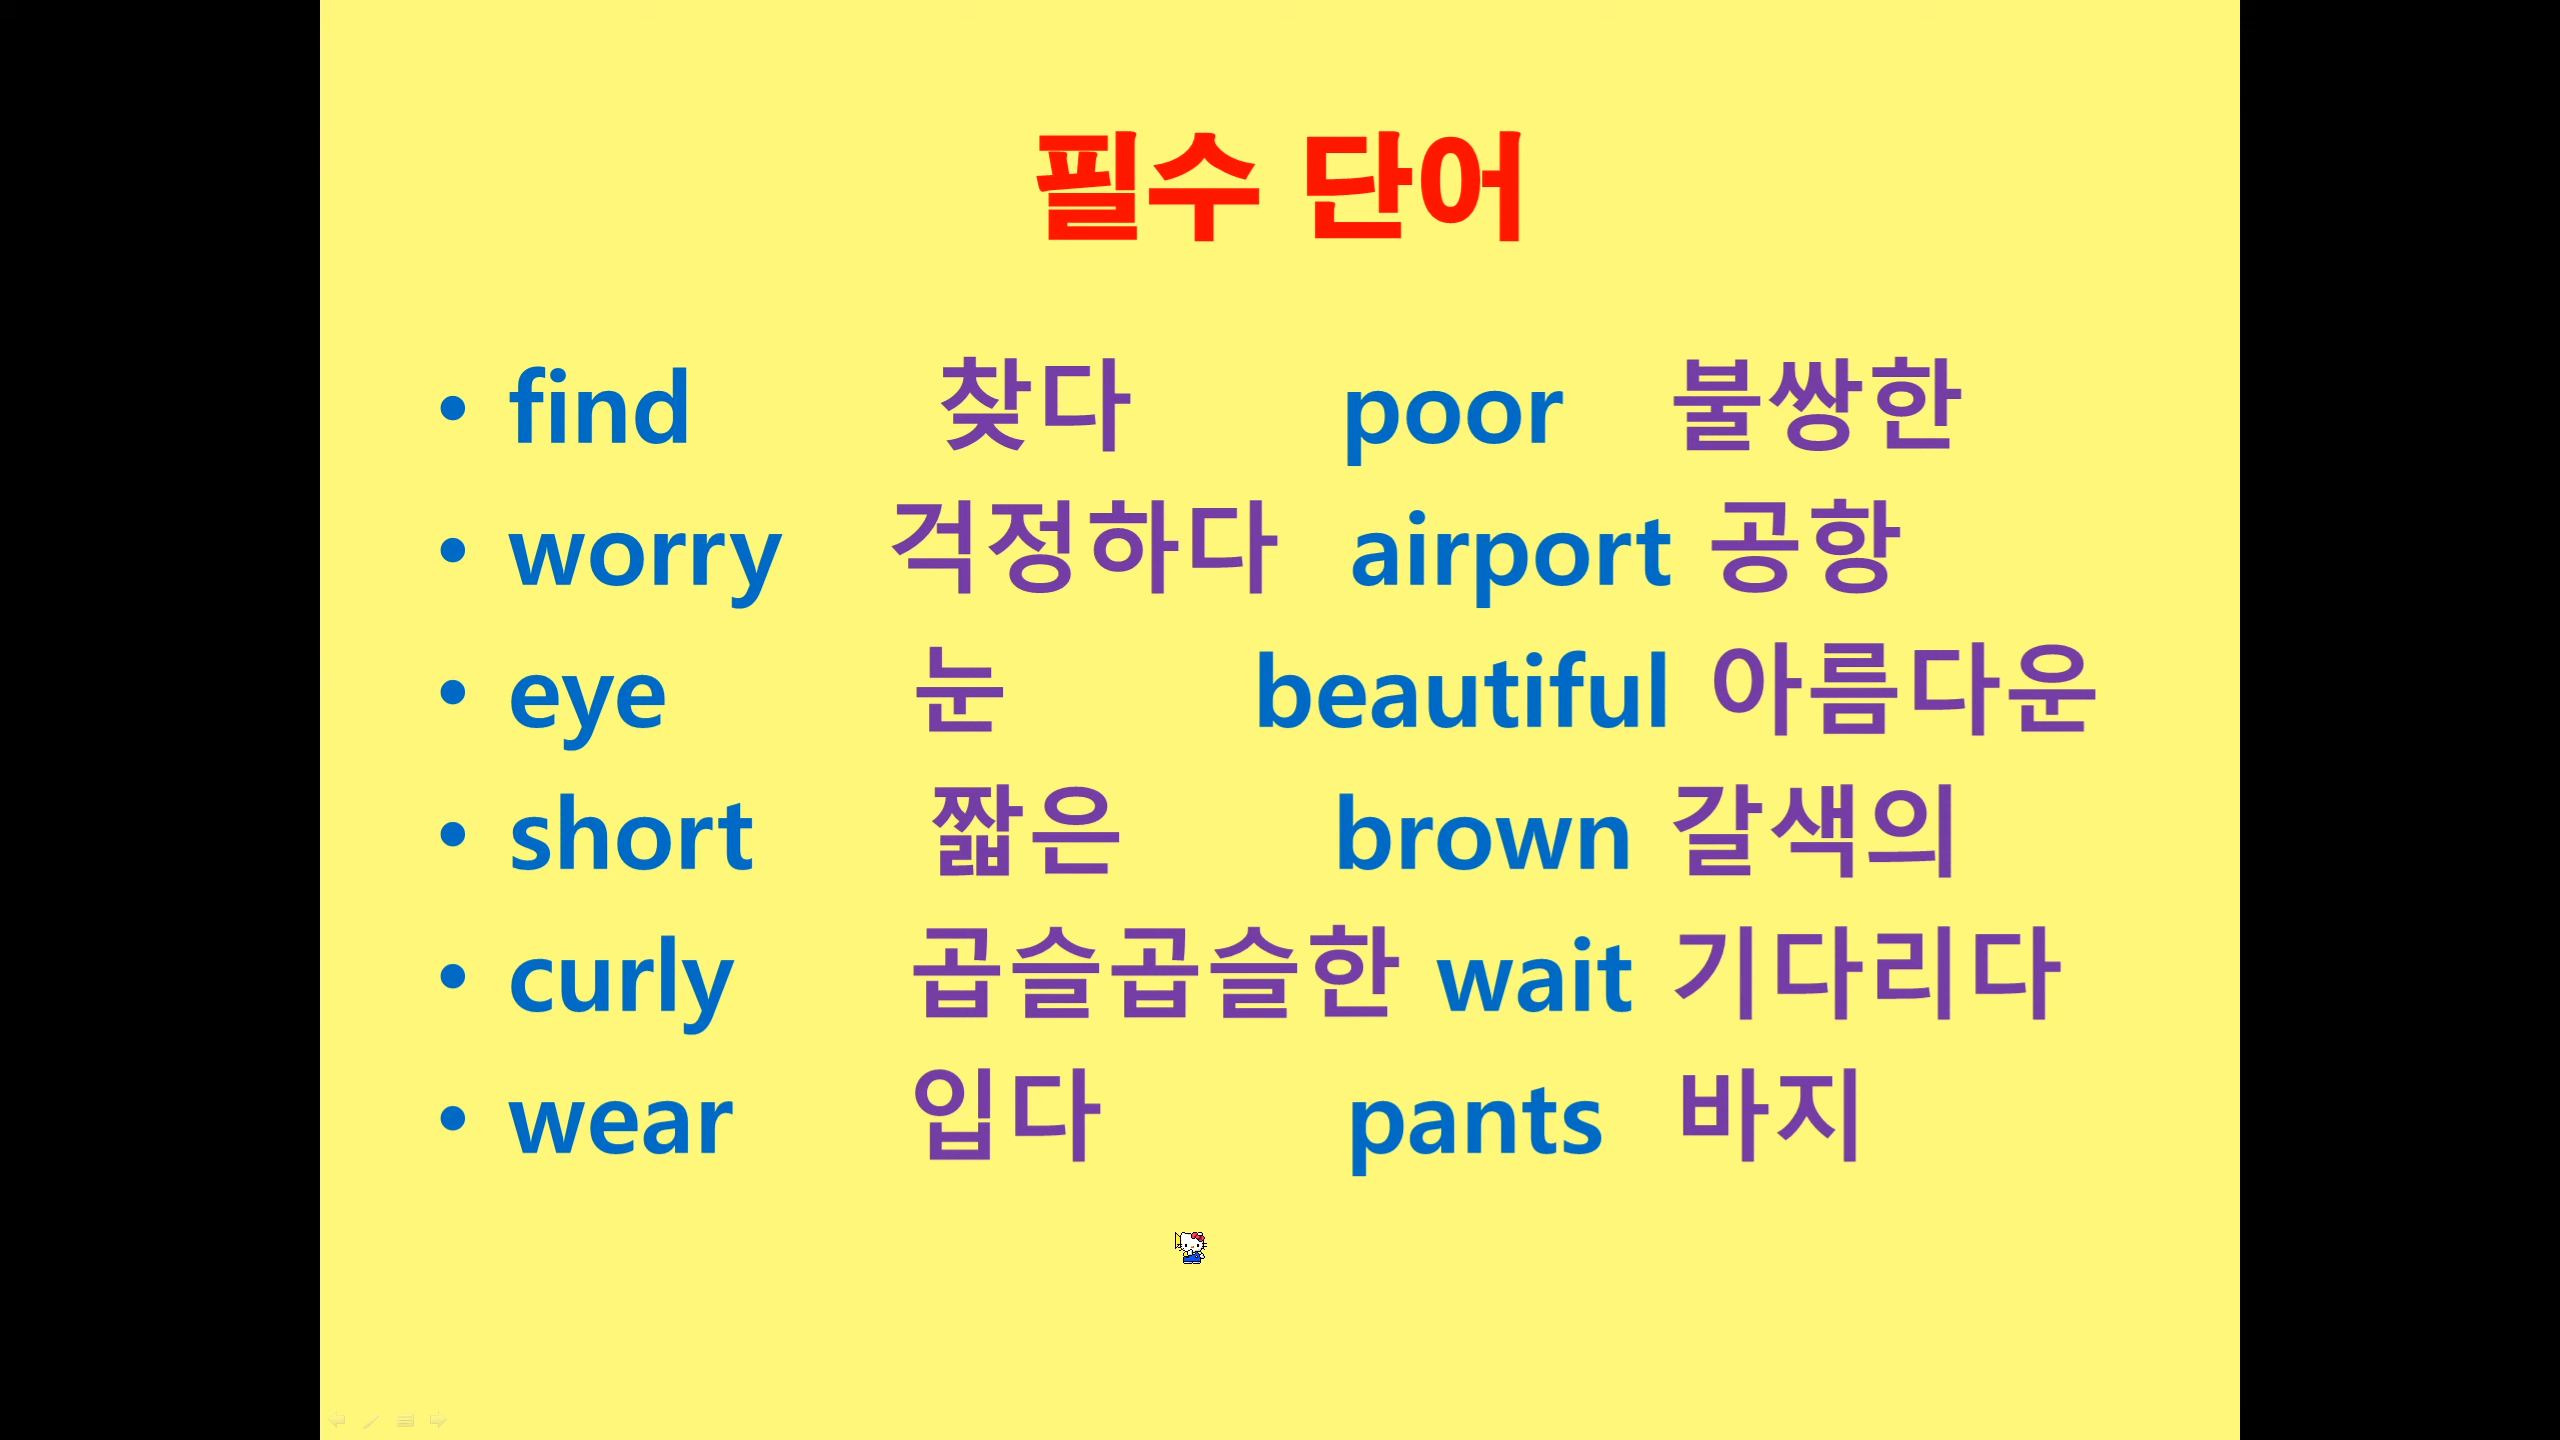 필수 단어
• find 찾다 poor 불쌍한
• worry 걱정하다 airport 공항
• eye 눈 beautiful 아름다운
• short 짧은 brown 갈색의
• curly 곱슬곱슬한 wait 기다리다
• wear 입다 pants 바지